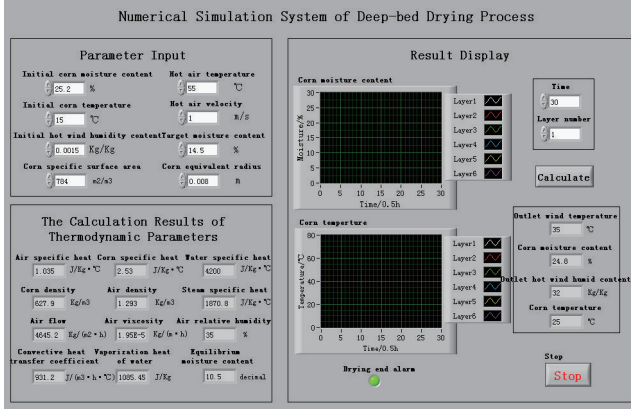 Numerical Simulation System of Deep-bed Drying Process
Parameter Input
Initial corn moisture content Hot air temperature
25.2 % 55 ℃
Initial corn temperature Hot air velocity
15 ℃ 1 m/s
Initial hot wind humidity content Target moisture content
0.0015 Kg/Kg 14.5 %
Corn specific surface area Corn equivalent radius
784 m2/m3 0.008 m
The Calculation Results of
Thermodynamic Parameters
Air specific heat Corn specific heat Water specific heat
1.035 J/Kg•℃ 2.53 J/Kg•℃ 4200 J/Kg•℃
Corn density Air density Steam specific heat
627.9 Kg/m3 1.293 Kg/m3 1870.8 J/Kg•℃
Air flow Air viscosity Air relative humidity
4645.2 Kg/(m2•h) 1.95E-5 Kg/(m•h) 35 %
Convective heat Vaporization heat Equilibrium
transfer coefficient of water moisture content
931.2 J/(m3•h•℃) 1085.45 J/Kg 10.5 decimal
Result Display
Corn moisture content
Moisture/%
30
25
20
15
10
5
0
0 5 10 15 20 25 30
Time/0.5h
Layer1
Layer2
Layer3
Layer4
Layer5
Layer6
Corn temperture
Temperature/℃
80
60
40
20
0
0 5 10 15 20 25 30
Time/0.5h
Layer1
Layer2
Layer3
Layer4
Layer5
Layer6
Drying end alarm
Time
30
Layer number
1
Calculate
Outlet wind temperature
35 ℃
Corn moisture content
24.8 %
Outlet hot wind humid content
32 Kg/Kg
Corn temperature
25 ℃
Stop
Stop